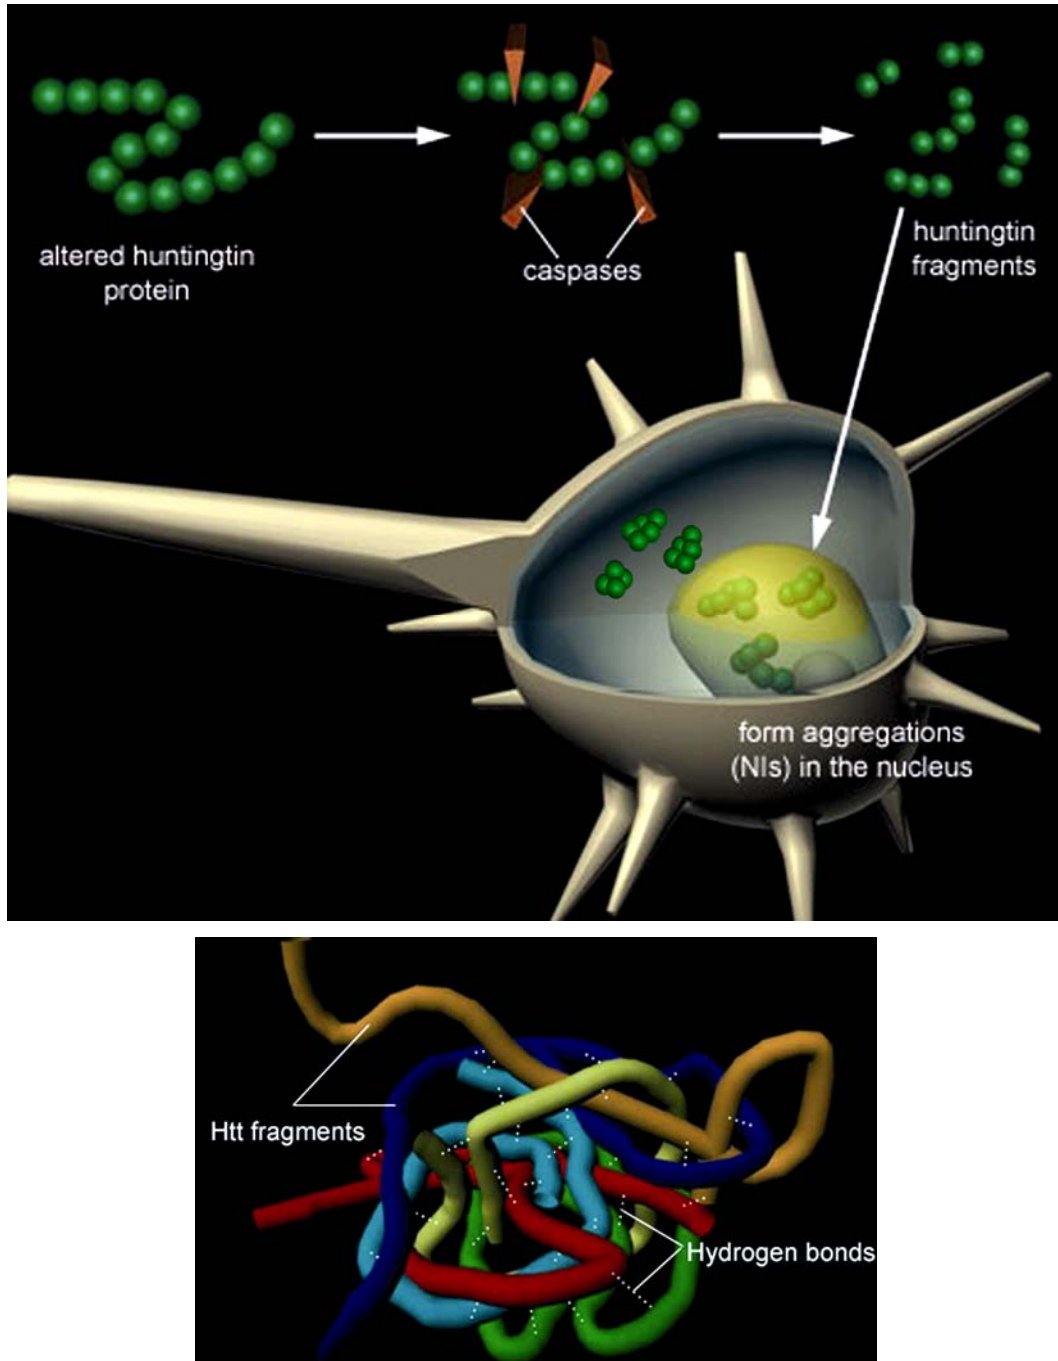 altered huntingtin
protein
caspases
huntingtin
fragments
form aggregations
(NIs) in the nucleus
Htt fragments
Hydrogen bonds